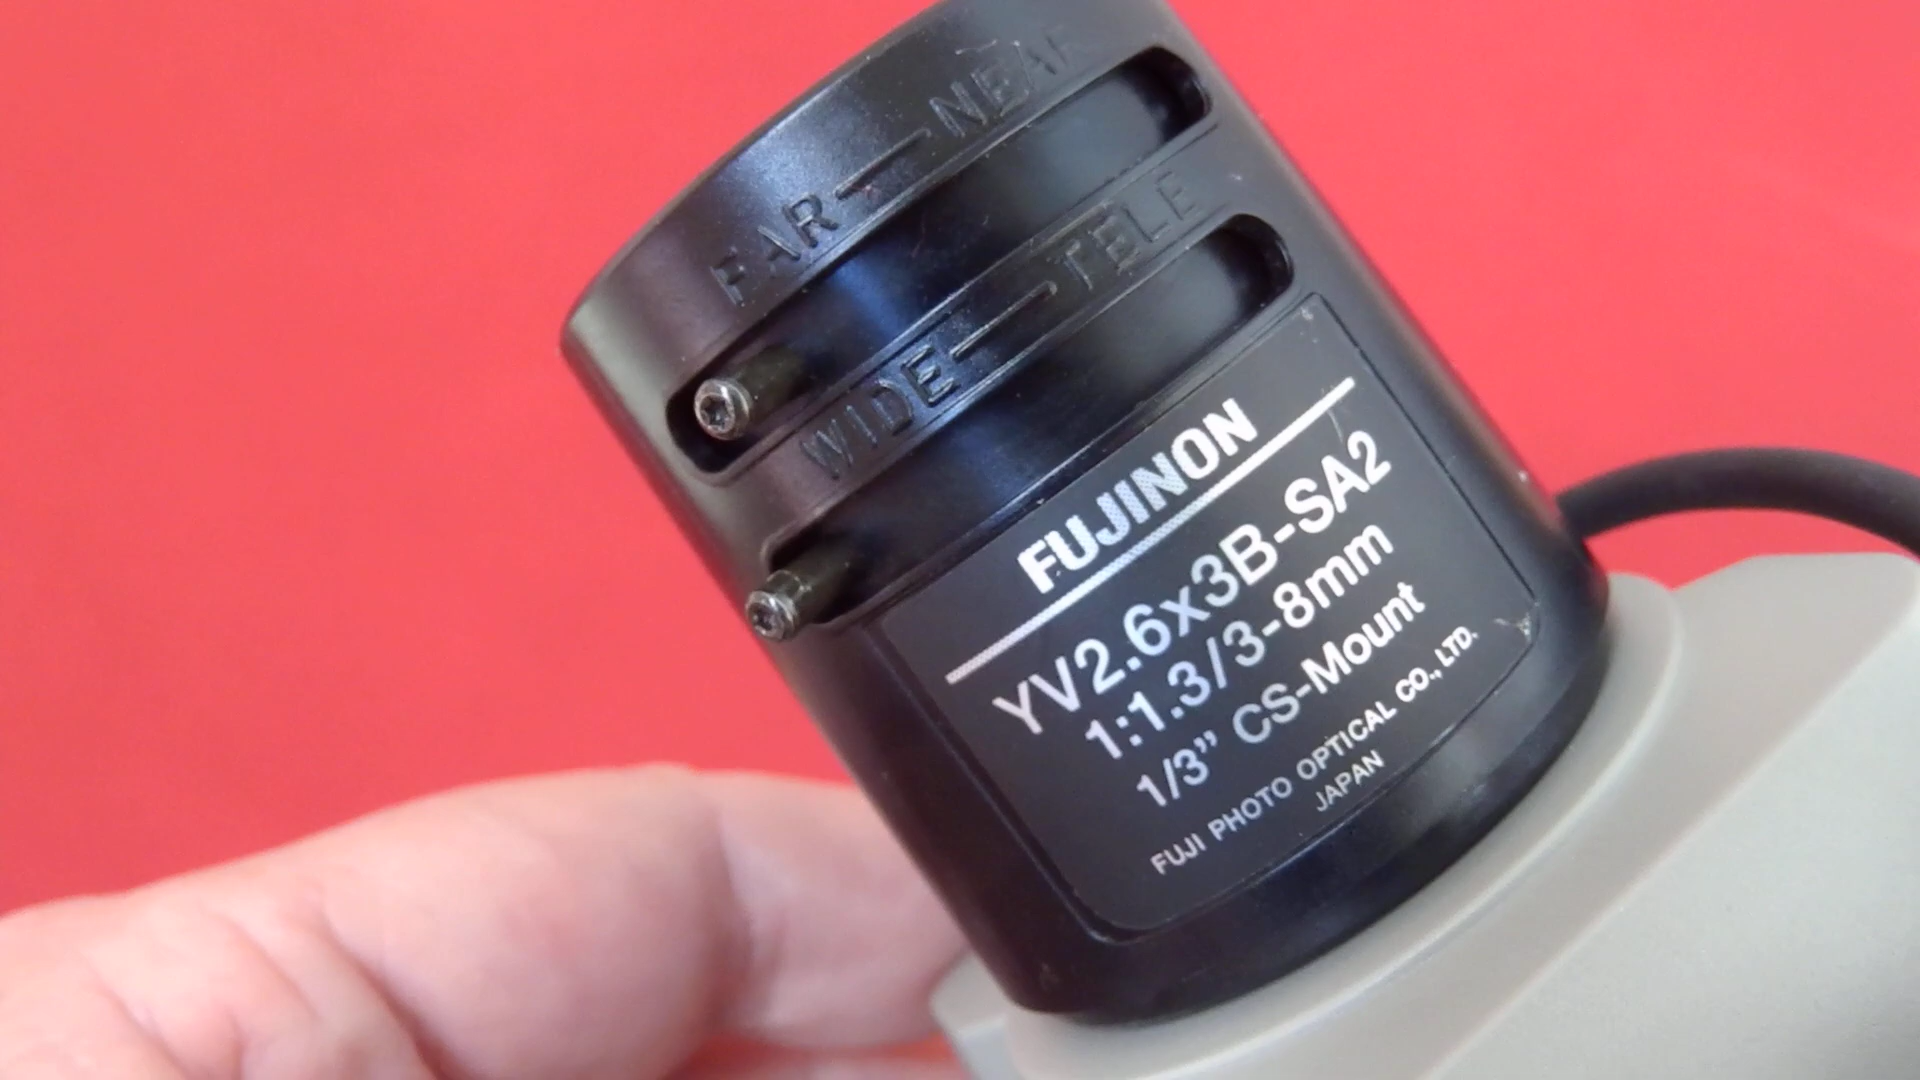 FAR — NEAR
WIDE — TELE
FUJINON
YV2.6x3B-SA2
1:1.3/3-8mm
1/3” CS-Mount
FUJI PHOTO OPTICAL CO., LTD.
JAPAN